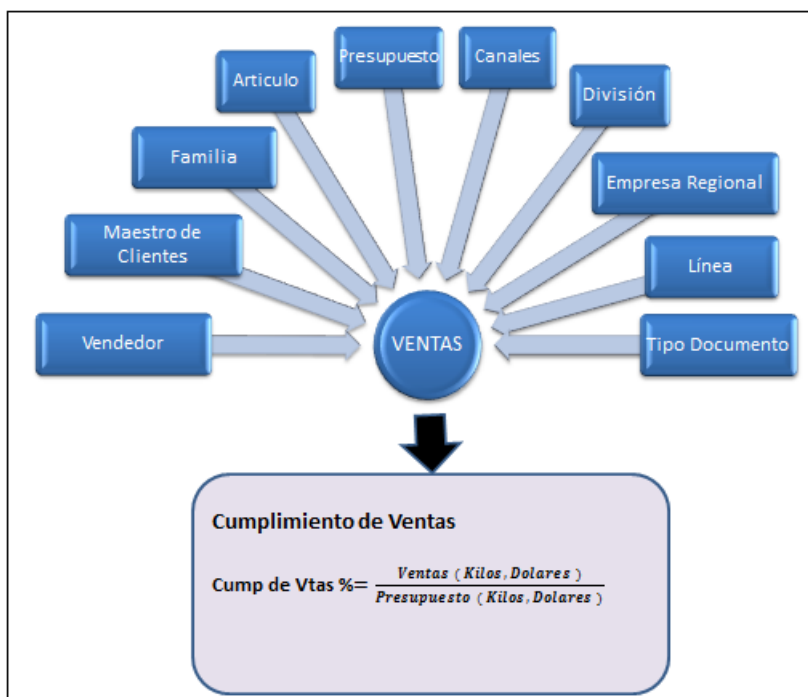 Presupuesto
Canales
Articulo
División
Familia
Empresa Regional
Maestro de
Clientes
Línea
Vendedor
VENTAS
Tipo Documento
Cumplimiento de Ventas
Cump de Vtas %= Ventas ( Kilos, Dolares )
Presupuesto ( Kilos, Dolares )